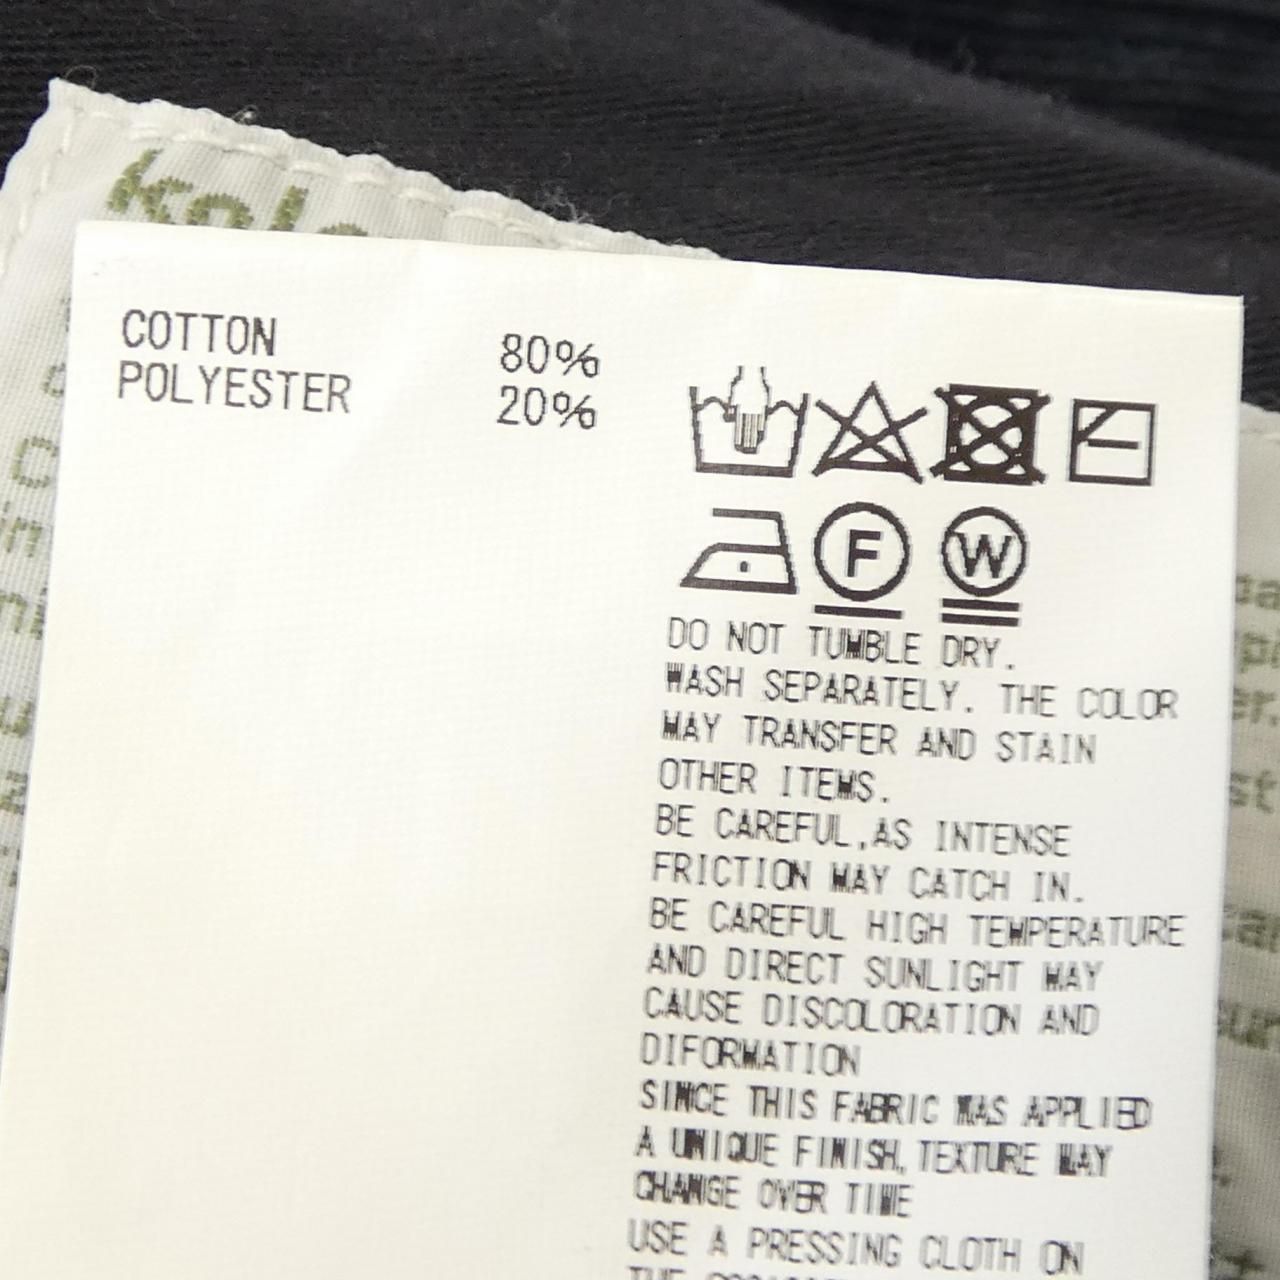 COTTON 80%
POLYESTER 20%
F W
DO NOT TUMBLE DRY.
WASH SEPARATELY. THE COLOR
MAY TRANSFER AND STAIN
OTHER ITEMS.
BE CAREFUL,AS INTENSE
FRICTION MAY CATCH IN.
BE CAREFUL HIGH TEMPERATURE
AND DIRECT SUNLIGHT MAY
CAUSE DISCOLORATION AND
DIFORMATION
SINCE THIS FABRIC WAS APPLIED
A UNIQUE FINISH, TEXTURE MAY
CHANGE OVER TIME
USE A PRESSING CLOTH ON